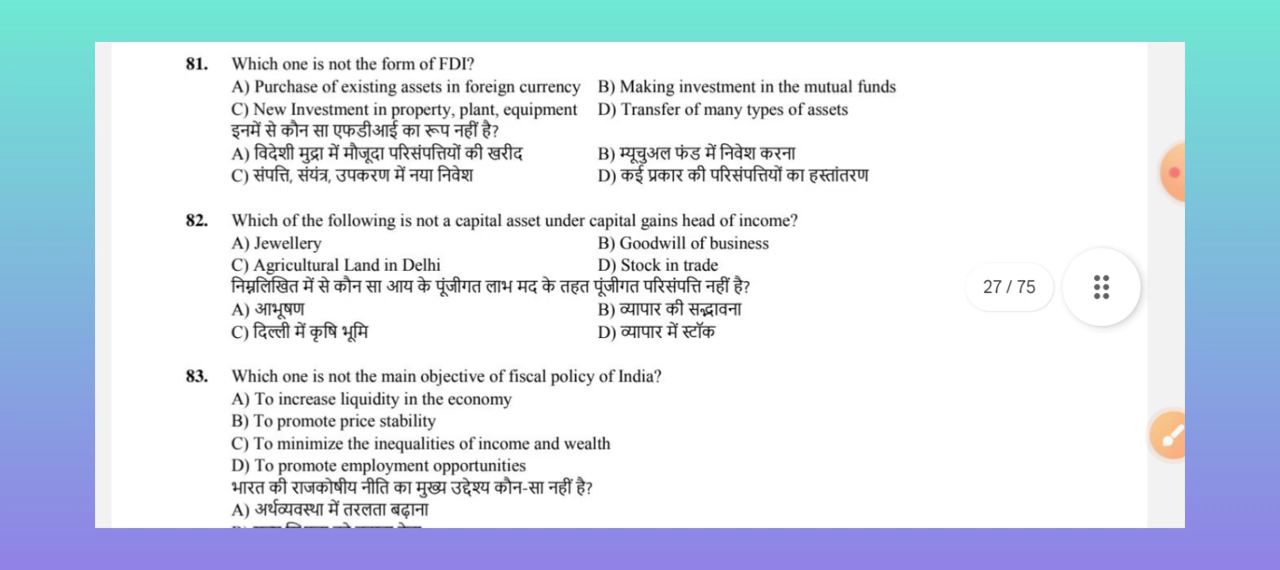 81. Which one is not the form of FDI?
A) Purchase of existing assets in foreign currency B) Making investment in the mutual funds
C) New Investment in property, plant, equipment D) Transfer of many types of assets
इनमें से कौन सा एफडीआई का रूप नहीं है?
A) विदेशी मुद्रा में मौजूदा परिसंपत्तियों की खरीद B) म्यूचुअल फंड में निवेश करना
C) संपत्ति, संयंत्र, उपकरण में नया निवेश D) कई प्रकार की परिसंपत्तियों का हस्तांतरण
82. Which of the following is not a capital asset under capital gains head of income?
A) Jewellery B) Goodwill of business
C) Agricultural Land in Delhi D) Stock in trade
निम्नलिखित में से कौन सा आय के पूंजीगत लाभ मद के तहत पूंजीगत परिसंपत्ति नहीं है?
27 / 75
A) आभूषण B) व्यापार की सद्भावना
C) दिल्ली में कृषि भूमि D) व्यापार में स्टॉक
83. Which one is not the main objective of fiscal policy of India?
A) To increase liquidity in the economy
B) To promote price stability
C) To minimize the inequalities of income and wealth
D) To promote employment opportunities
भारत की राजकोषीय नीति का मुख्य उद्देश्य कौन-सा नहीं है?
A) अर्थव्यवस्था में तरलता बढ़ाना